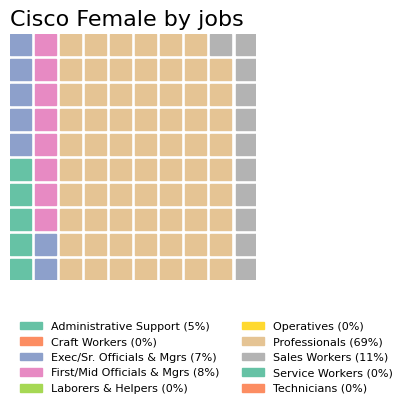 Cisco Female by jobs
Administrative Support (5%)
Craft Workers (0%)
Exec/Sr. Officials & Mgrs (7%)
First/Mid Officials & Mgrs (8%)
Laborers & Helpers (0%)
Operatives (0%)
Professionals (69%)
Sales Workers (11%)
Service Workers (0%)
Technicians (0%)